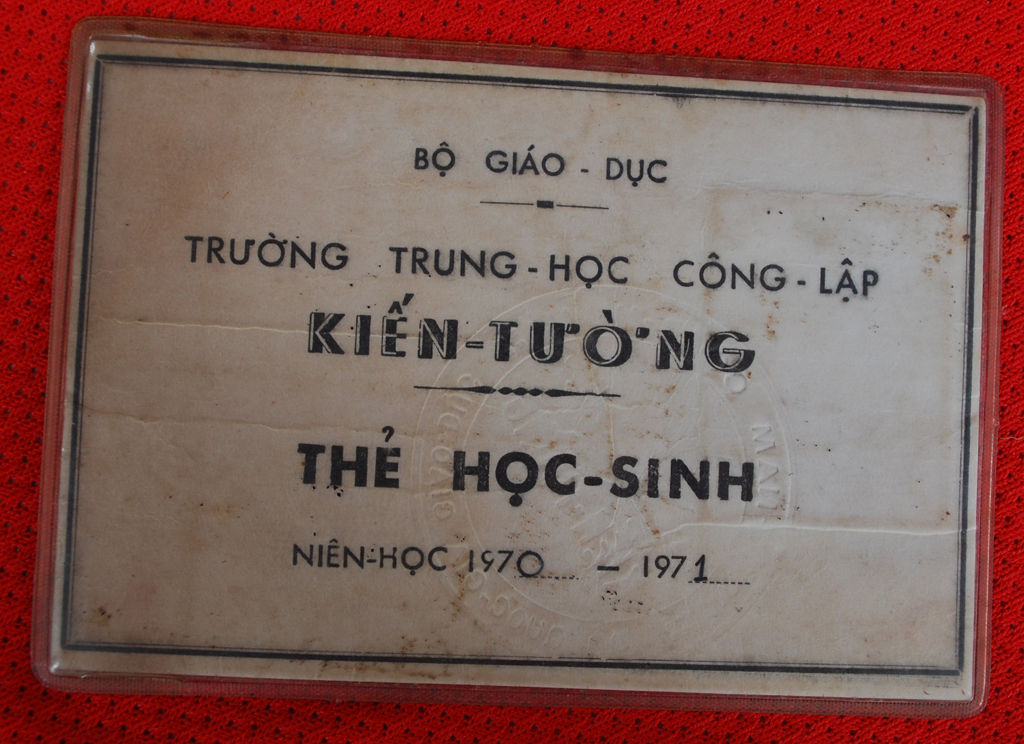 BỘ GIÁO - DỤC
TRƯỜNG TRUNG - HỌC CÔNG - LẬP
KIẾN-TƯỜNG
THẺ HỌC-SINH
NIÊN-HỌC 1970 - 1971